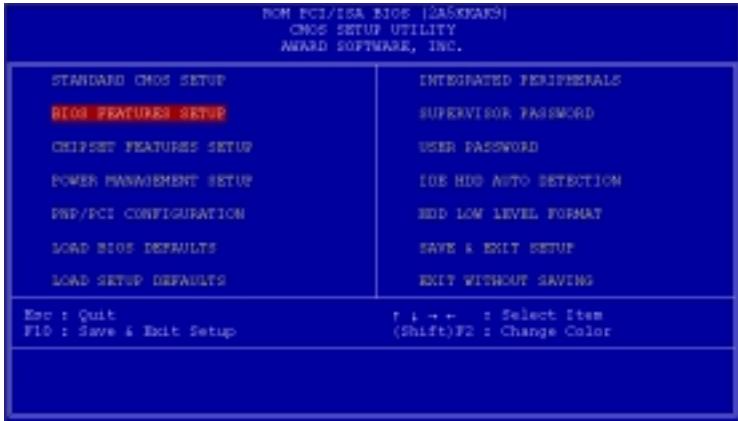 ROM PCI/ISA BIOS (2A5KKAK9)
CMOS SETUP UTILITY
AWARD SOFTWARE, INC.
STANDARD CMOS SETUP
BIOS FEATURES SETUP
CHIPSET FEATURES SETUP
POWER MANAGEMENT SETUP
PNP/PCI CONFIGURATION
LOAD BIOS DEFAULTS
LOAD SETUP DEFAULTS
INTEGRATED PERIPHERALS
SUPERVISOR PASSWORD
USER PASSWORD
IDE HDD AUTO DETECTION
HDD LOW LEVEL FORMAT
SAVE & EXIT SETUP
EXIT WITHOUT SAVING
Esc : Quit
F10 : Save & Exit Setup
↑ ↓ → ← : Select Item
(Shift)F2 : Change Color